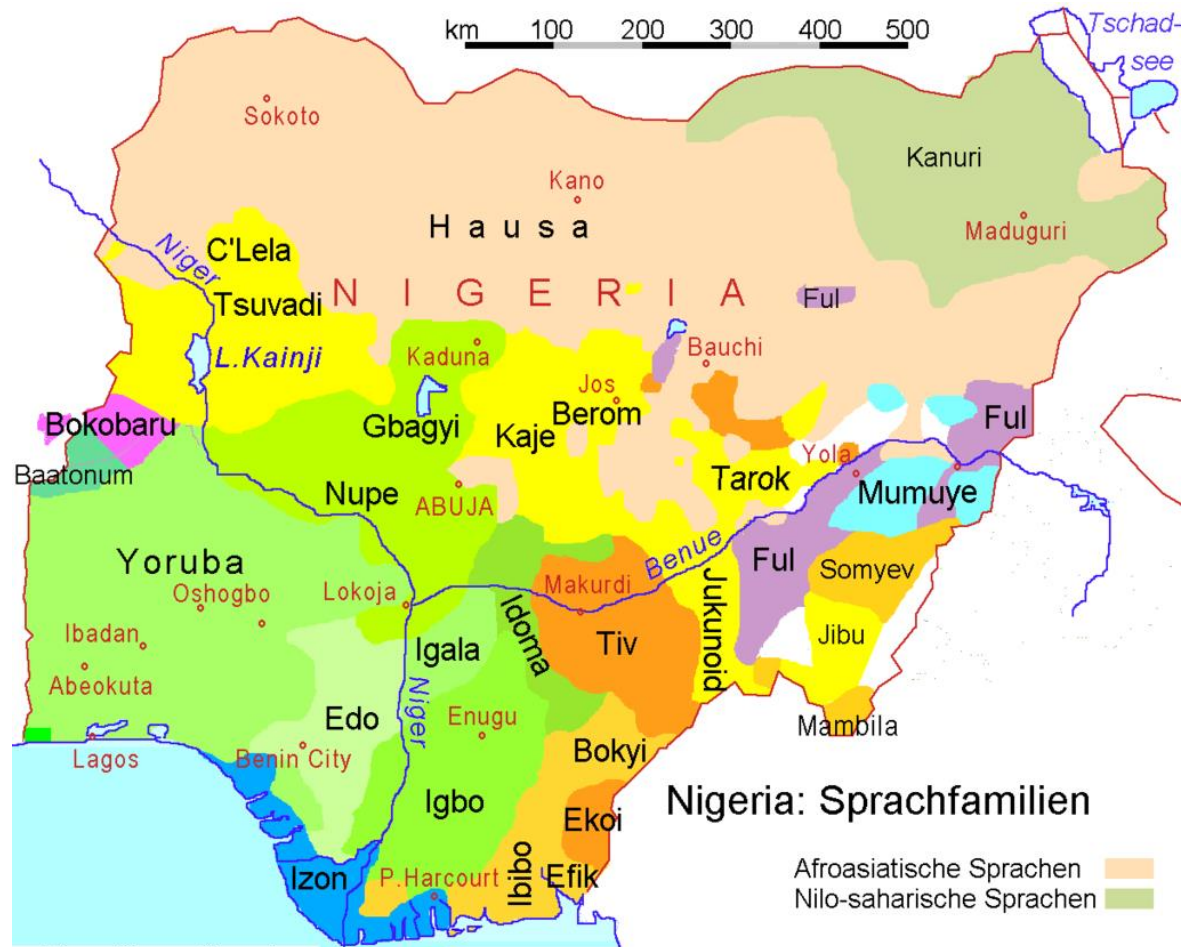 km 100 200 300 400 500
Tschad-
see
Sokoto
Kanuri
Kano
Hausa
Maduguri
C'Lela
Niger
Tsuvadi
NIGERIA
Ful
L.Kainji
Kaduna
Bauchi
Jos
Berom
Gbagyi
Kaje
Bokobaru
Ful
Baatonum
Yola
Tarok
Mumuye
Nupe
ABUJA
Yoruba
Benue
Ful
Somyev
Oshogbo
Lokoja
Makurdi
Idoma
Jukunoid
Ibadan
Igala
Tiv
Jibu
Abeokuta
Niger
Edo
Enugu
Mambila
Lagos
Benin City
Bokyi
Igbo
Nigeria: Sprachfamilien
Ekoi
Izon
P.Harcourt
Ibibo
Efik
Afroasiatische Sprachen
Nilo-saharische Sprachen